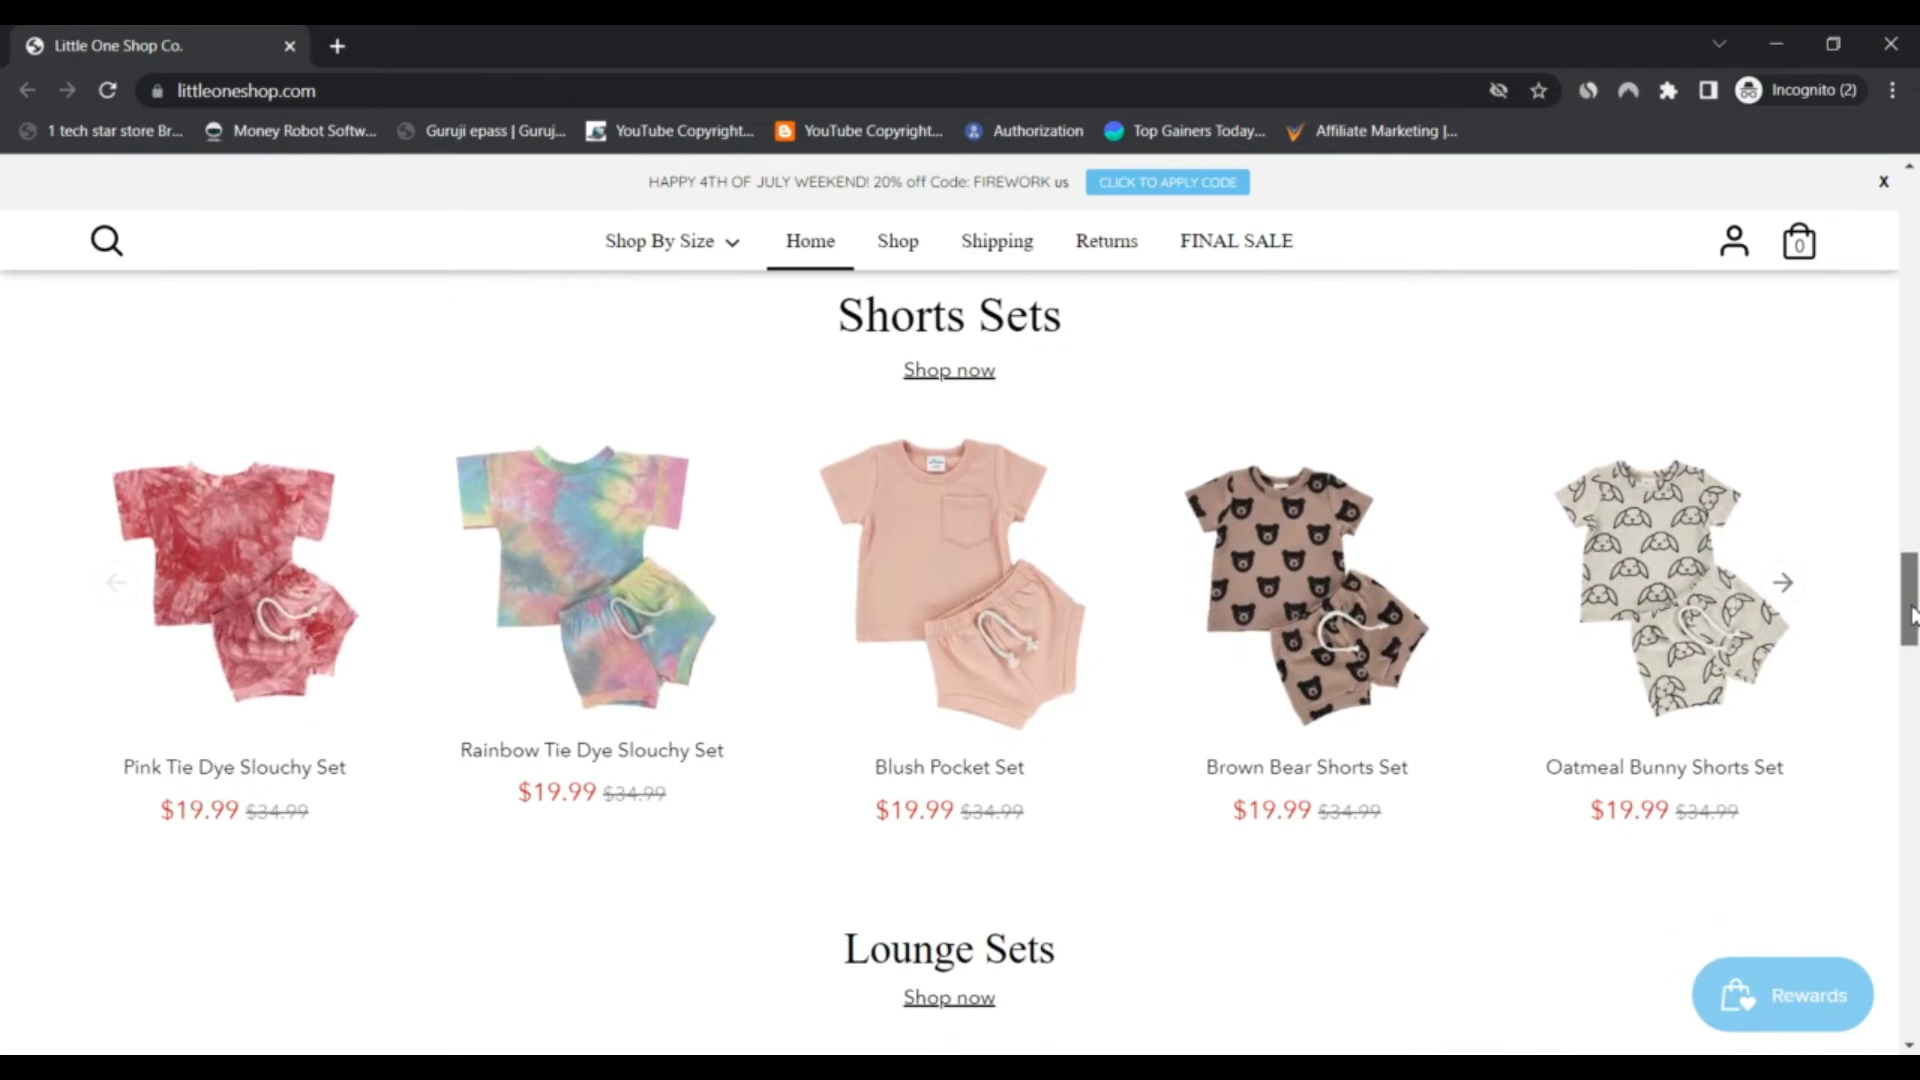 Little One Shop Co.
littleoneshop.com
Incognito (2)
1 tech star store Br...
Money Robot Softw...
Guruji epass | Guruj...
YouTube Copyright...
YouTube Copyright...
Authorization
Top Gainers Today...
Affiliate Marketing |...
HAPPY 4TH OF JULY WEEKEND! 20% off Code: FIREWORK us
CLICK TO APPLY CODE
X
Shop By Size
Home
Shop
Shipping
Returns
FINAL SALE
0
Shorts Sets
Shop now
Pink Tie Dye Slouchy Set
$19.99 $34.99
Rainbow Tie Dye Slouchy Set
$19.99 $34.99
Blush Pocket Set
$19.99 $34.99
Brown Bear Shorts Set
$19.99 $34.99
Oatmeal Bunny Shorts Set
$19.99 $34.99
Lounge Sets
Shop now
Rewards